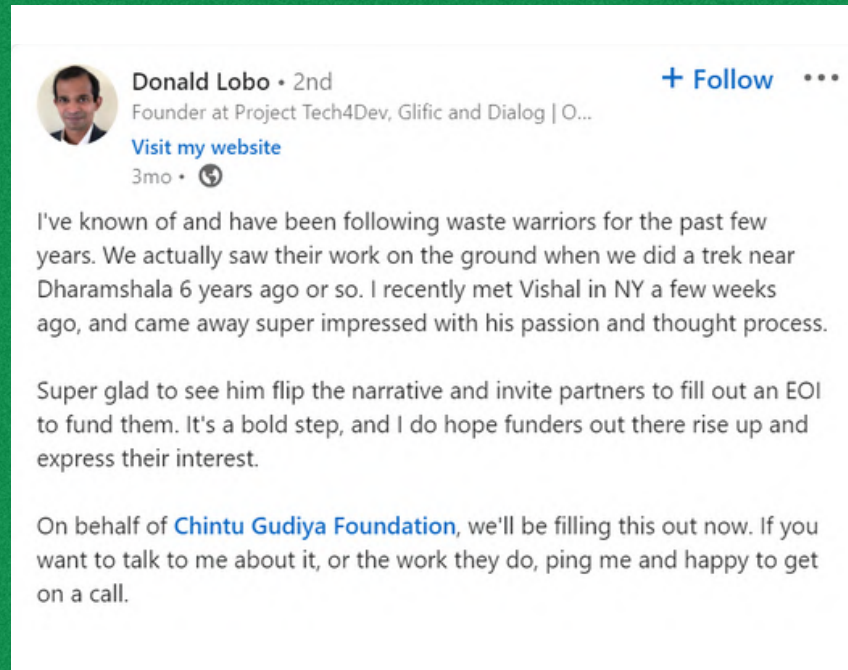 Donald Lobo • 2nd
+ Follow •••
Founder at Project Tech4Dev, Glific and Dialog | O...
Visit my website
3mo •
I've known of and have been following waste warriors for the past few
years. We actually saw their work on the ground when we did a trek near
Dharamshala 6 years ago or so. I recently met Vishal in NY a few weeks
ago, and came away super impressed with his passion and thought process.
Super glad to see him flip the narrative and invite partners to fill out an EOI
to fund them. It's a bold step, and I do hope funders out there rise up and
express their interest.
On behalf of Chintu Gudiya Foundation, we'll be filling this out now. If you
want to talk to me about it, or the work they do, ping me and happy to get
on a call.